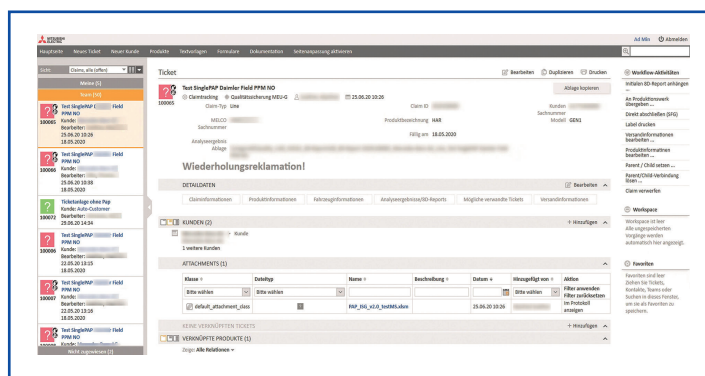 MITSUBISHI
ELECTRIC
Ad Min Abmelden
Hauptseite Neues Ticket Neuer Kunde Produkte Textvorlagen Formulare Dokumentation Seitenanpassung aktivieren
Sicht: Claims, alle (offen)
Meine (5)
Team (50)
Test SinglePAP Field
PPM NO
Kunde:
100065 Bearbeiter:
25.06.20 10:26
18.05.2020
Test SinglePAP Field
PPM NO
Kunde:
100066 Bearbeiter:
25.06.20 10:38
18.05.2020
Ticketanlage ohne Pap
Kunde: Auto-Customer
Bearbeiter:
100072 25.06.20 14:54
Test SinglePAP Field
PPM NO
Kunde:
100006 Bearbeiter:
22.05.20 13:15
18.05.2020
Test SinglePAP Field
PPM NO
Kunde:
100007 Bearbeiter:
22.05.20 13:16
18.05.2020
Test SinglePAP Field
PPM NO
Nicht zugewiesen (2)
Ticket
Bearbeiten Duplizieren Drucken
Test SinglePAP Daimler Field PPM NO
Claimtracking Qualitätssicherung MEU-G 25.06.20 10:26
100065
Ablage kopieren
Claim-Typ Line Claim ID Kunden
Sachnummer
MELCO Produktbezeichnung HAR Modell GEN1
Sachnummer
Fällig am 18.05.2020
Analyseergebnis
Ablage
Wiederholungsreklamation!
DETAILDATEN Bearbeiten
Claiminformationen Produktinformationen Fahrzeuginformationen Analyseergebnisse/8D-Reports Mögliche verwandte Tickets Versandinformationen
KUNDEN (2) + Hinzufügen
Kunde
1 weitere Kunden
ATTACHMENTS (1)
Klasse Dateityp Name Beschreibung Datum Hinzugefügt von Aktion
Bitte wählen Bitte wählen Bitte wählen Filter anwenden
Filter zurücksetzen
default_attachment_class PAP_ISG_v2.0_testMS.xlsm 25.06.20 10:26 Im Protokoll
anzeigen
KEINE VERKNÜPFTEN TICKETS + Hinzufügen
VERKNÜPFTE PRODUKTE (1)
Zeige: Alle Relationen
Workflow-Aktivitäten
Initialen 8D-Report anhängen
...
An Produktionswerk
übergeben ...
Direkt abschließen (SFG)
Label drucken
Versandinformationen
bearbeiten ...
Produktinformationen
bearbeiten ...
Parent / Child setzen ...
Parent/Child-Verbindung
lösen ...
Claim verwerfen
Workspace
Workspace ist leer
Alle ungespeicherten
Vorgänge werden
automatisch hier angezeigt.
Favoriten
Favoriten sind leer
Ziehen Sie Tickets,
Kontakte, Teams oder
Suchen in dieses Fenster,
um sie als Favoriten zu
speichern.